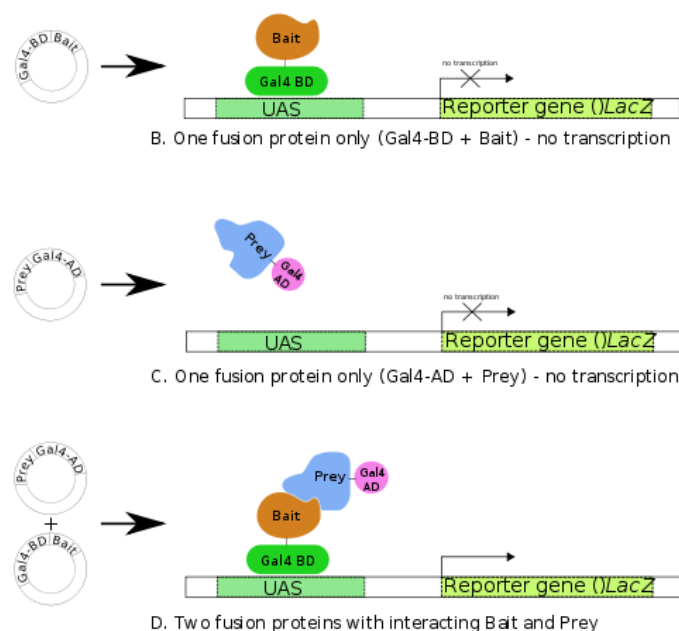 Gal4-BD Bait
Bait
Gal4 BD
no transcription
UAS
Reporter gene ()LacZ
B. One fusion protein only (Gal4-BD + Bait) - no transcription
Prey Gal4-AD
Prey
Gal4
AD
no transcription
UAS
Reporter gene ()LacZ
C. One fusion protein only (Gal4-AD + Prey) - no transcription
Prey Gal4-AD
+
Gal4-BD Bait
Prey
Gal4
AD
Bait
Gal4 BD
UAS
Reporter gene ()LacZ
D. Two fusion proteins with interacting Bait and Prey